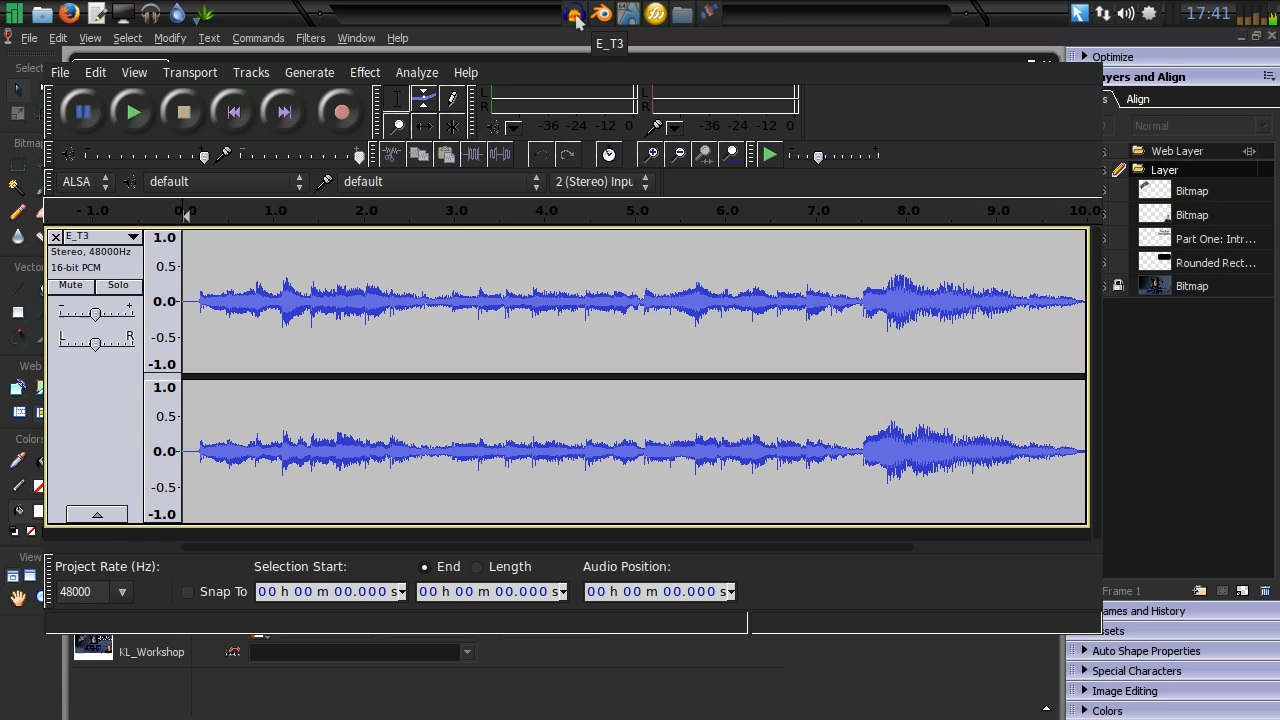 17:41
File Edit View Select Modify Text Commands Filters Window Help
E_T3
Optimize
ayers and Align
Align
Normal
Web Layer
Layer
Bitmap
Bitmap
Part One: Intr...
Rounded Rect...
Bitmap
Select
Bitmap
Vector
Web
Colors
View
File Edit View Transport Tracks Generate Effect Analyze Help
L
R
-36 -24 -12 0
L
R
-36 -24 -12 0
ALSA default default 2 (Stereo) Inpu
- 1.0 0.0 1.0 2.0 3.0 4.0 5.0 6.0 7.0 8.0 9.0 10.0
E_T3
Stereo, 48000Hz
16-bit PCM
Mute Solo
- +
L R
1.0
0.5
0.0
-0.5
-1.0
1.0
0.5
0.0
-0.5
-1.0
Project Rate (Hz): Selection Start: End Length Audio Position:
48000 Snap To 00 h 00 m 00.000 s 00 h 00 m 00.000 s 00 h 00 m 00.000 s
KL_Workshop
Frame 1
ames and History
ssets
Auto Shape Properties
Special Characters
Image Editing
Colors